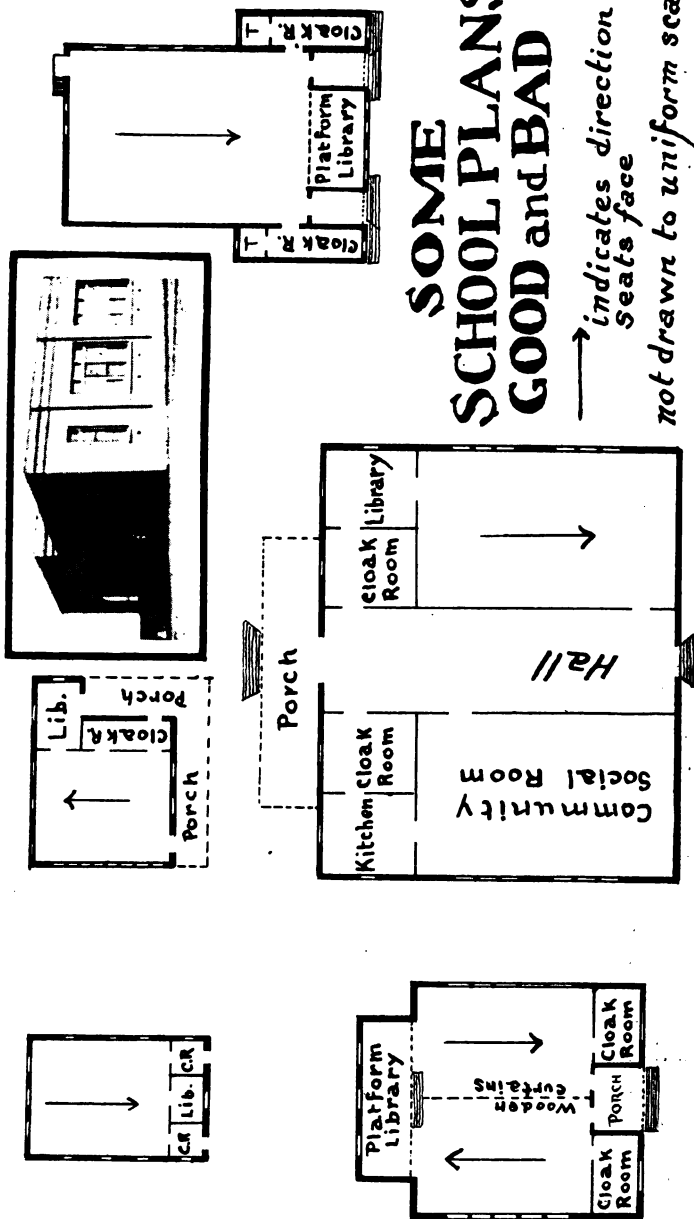 T
Cloak R.
Platform
Library
T
Cloak R.
SOME
SCHOOL PLANS
GOOD and BAD
indicates direction
seats face
not drawn to uniform
Lib.
Porch
Cloak R.
Porch
Porch
Kitchen
Cloak
Room
Cloak
Room
Library
Community
Social Room
Hall
C.R
Lib.
C.R
Platform
Library
Wooden
curtains
Cloak
Room
PORCH
Cloak
Room